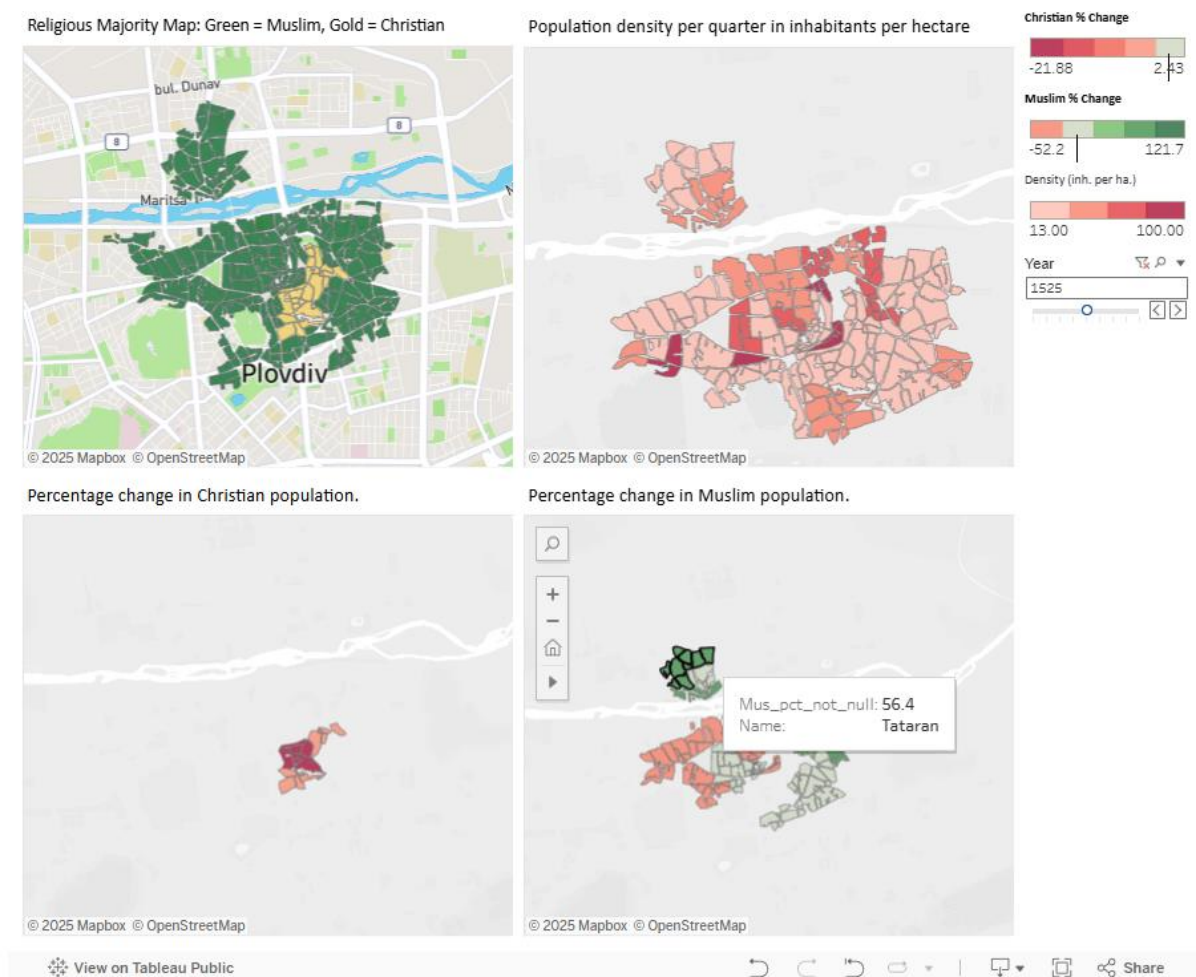 Religious Majority Map: Green = Muslim, Gold = Christian
Population density per quarter in inhabitants per hectare
Christian % Change
-21.88 2.43
Muslim % Change
-52.2 121.7
Density (inh. per ha.)
13.00 100.00
Year
1525
bul. Dunav
8
8
Maritsa
Plovdiv
© 2025 Mapbox © OpenStreetMap
© 2025 Mapbox © OpenStreetMap
Percentage change in Christian population.
Percentage change in Muslim population.
Mus_pct_not_null: 56.4
Name: Tataran
© 2025 Mapbox © OpenStreetMap
© 2025 Mapbox © OpenStreetMap
View on Tableau Public
Share